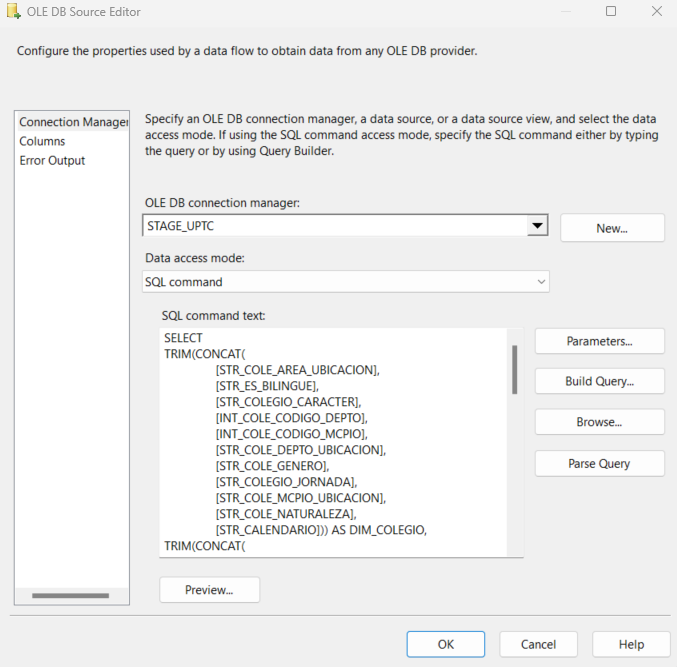 OLE DB Source Editor
Configure the properties used by a data flow to obtain data from any OLE DB provider.
Connection Manager
Columns
Error Output
Specify an OLE DB connection manager, a data source, or a data source view, and select the data
access mode. If using the SQL command access mode, specify the SQL command either by typing
the query or by using Query Builder.
OLE DB connection manager:
STAGE_UPTC
New...
Data access mode:
SQL command
SQL command text:
SELECT
TRIM(CONCAT(
[STR_COLE_AREA_UBICACION],
[STR_ES_BILINGUE],
[STR_COLEGIO_CARACTER],
[INT_COLE_CODIGO_DEPTO],
[INT_COLE_CODIGO_MCPIO],
[STR_COLE_DEPTO_UBICACION],
[STR_COLE_GENERO],
[STR_COLEGIO_JORNADA],
[STR_COLE_MCPIO_UBICACION],
[STR_COLE_NATURALEZA],
[STR_CALENDARIO])) AS DIM_COLEGIO,
TRIM(CONCAT(
Parameters...
Build Query...
Browse...
Parse Query
Preview...
OK
Cancel
Help